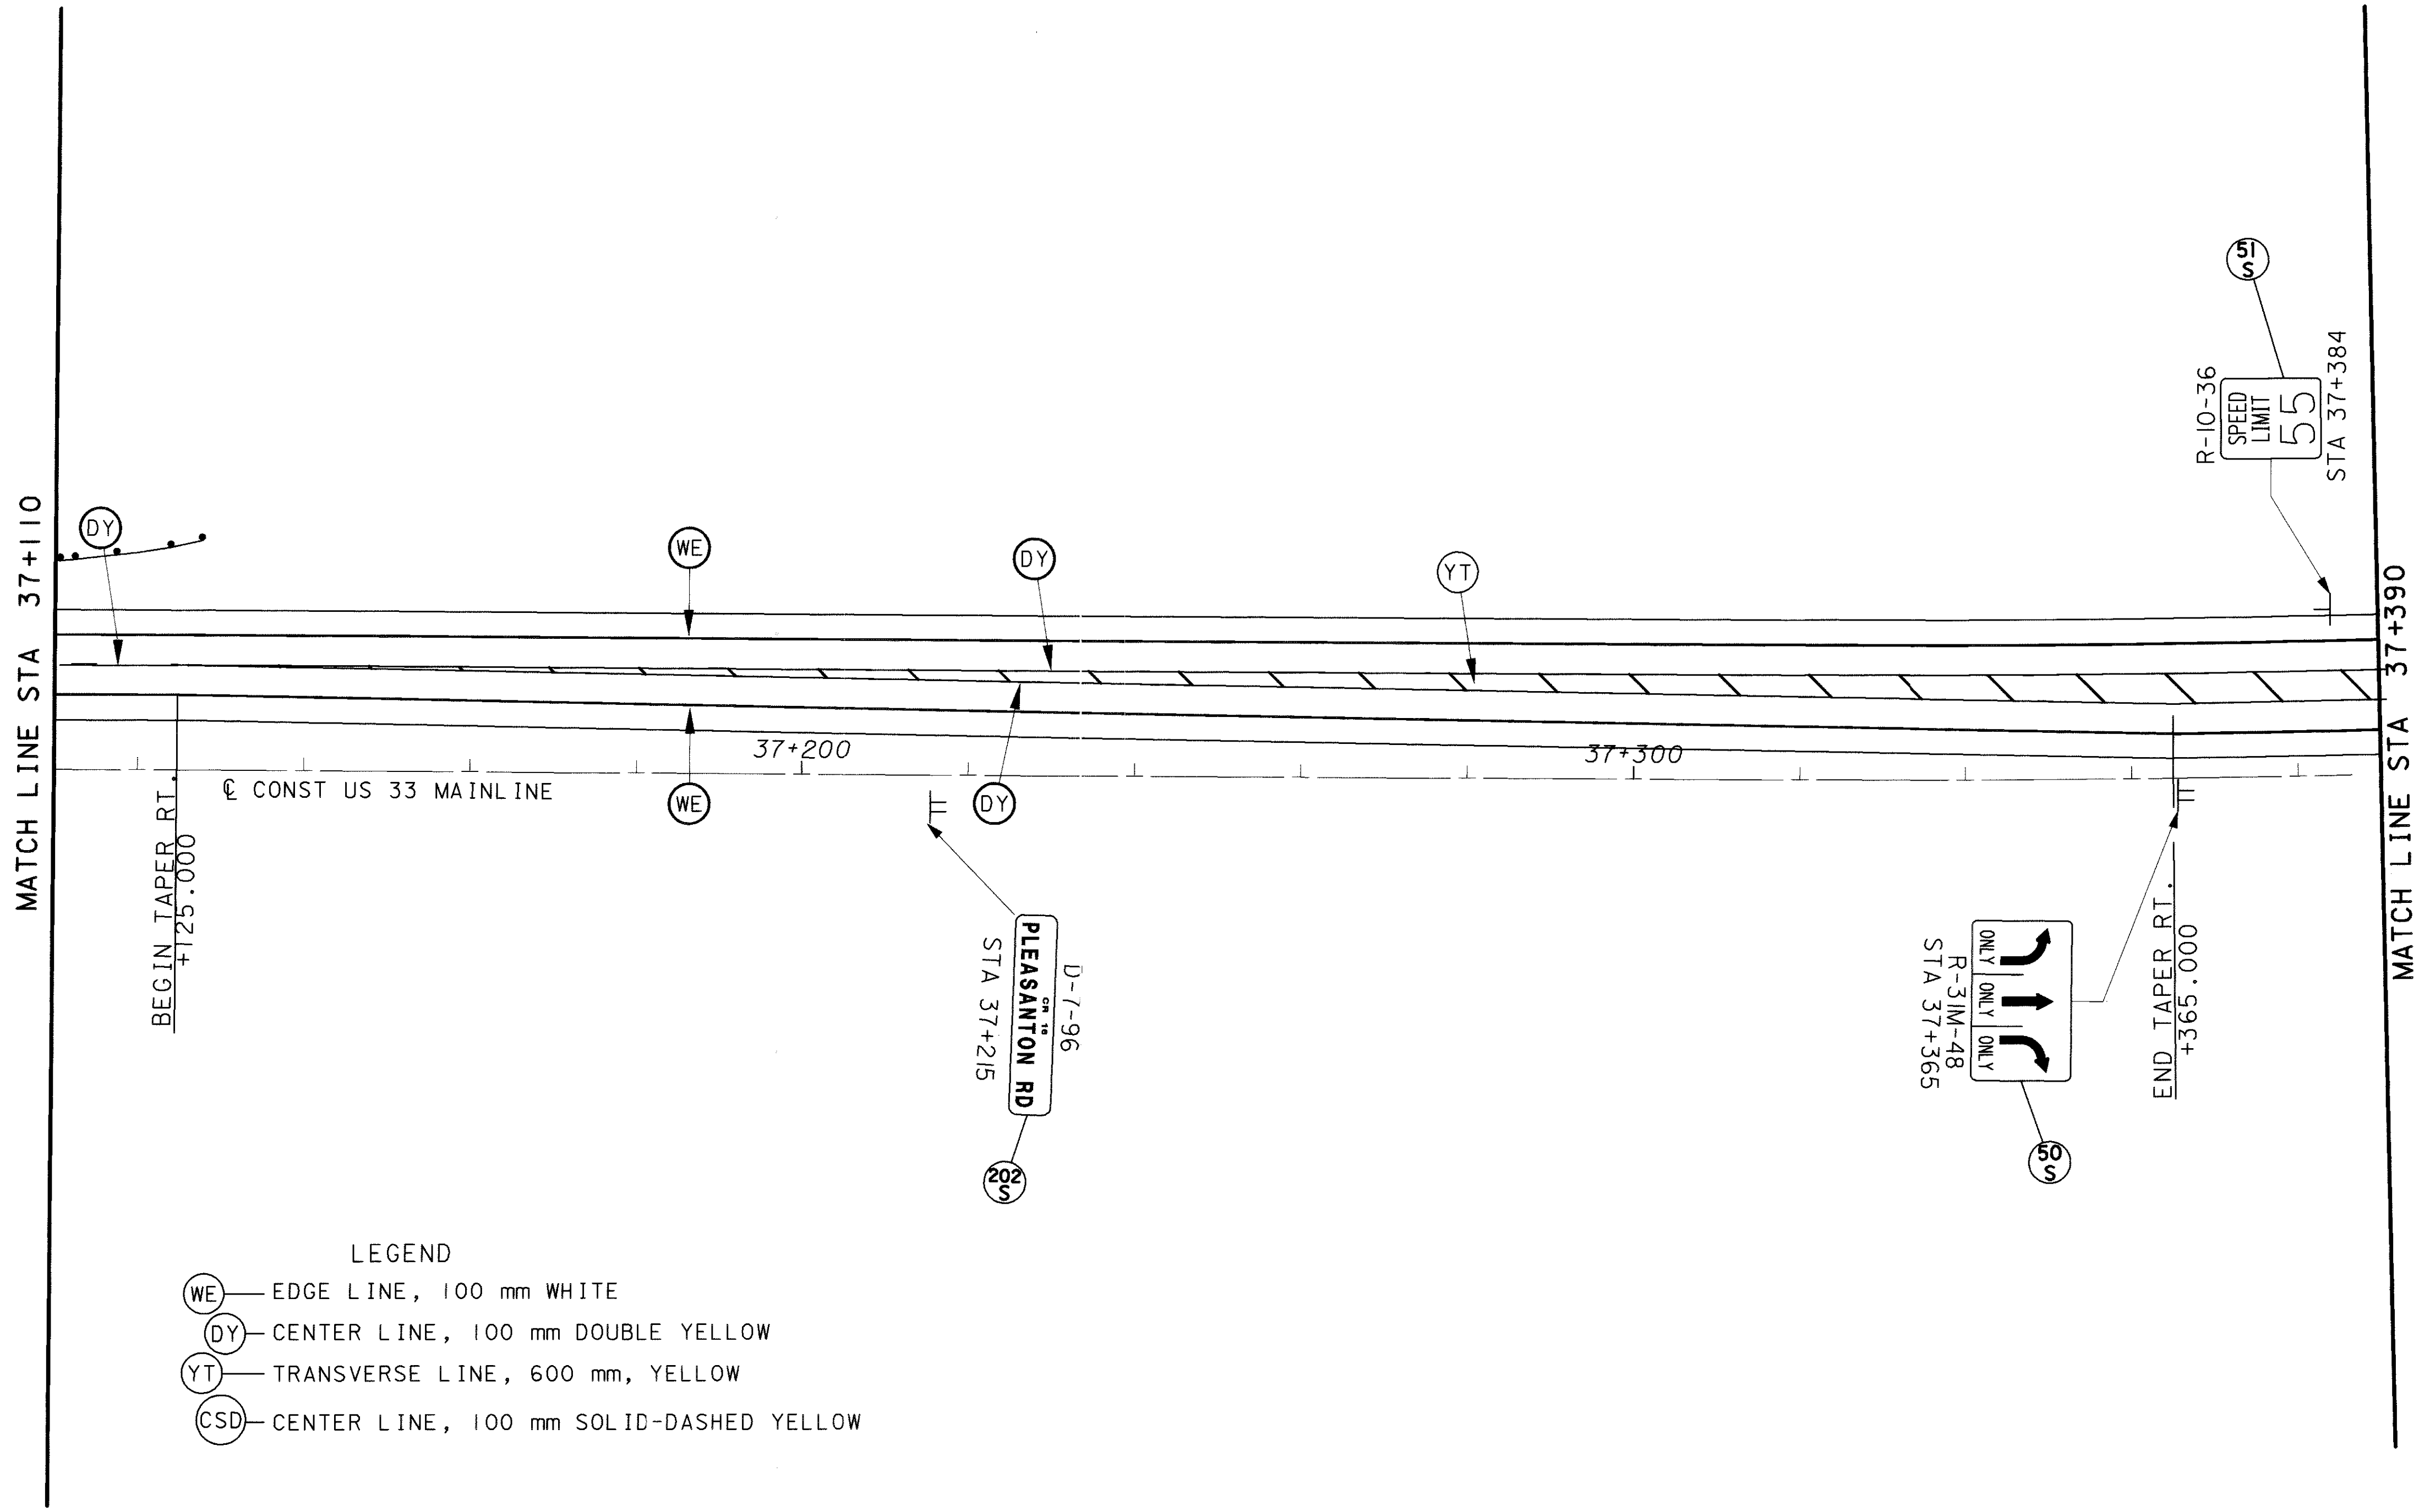 MATCH LINE STA 37+110
DY
WE
DY
YT
51
S
R-10-36
SPEED
LIMIT
55
STA 37+384
MATCH LINE STA 37+390
37+200
37+300
℄ CONST US 33 MAINLINE
WE
DY
BEGIN TAPER RT.
+125.000
D-7-96
CR 18
PLEASANTON RD
STA 37+215
202
S
ONLY ONLY ONLY
R-31M-48
STA 37+365
50
S
END TAPER RT.
+365.000
LEGEND
WE EDGE LINE, 100 mm WHITE
DY CENTER LINE, 100 mm DOUBLE YELLOW
YT TRANSVERSE LINE, 600 mm, YELLOW
CSD CENTER LINE, 100 mm SOLID-DASHED YELLOW